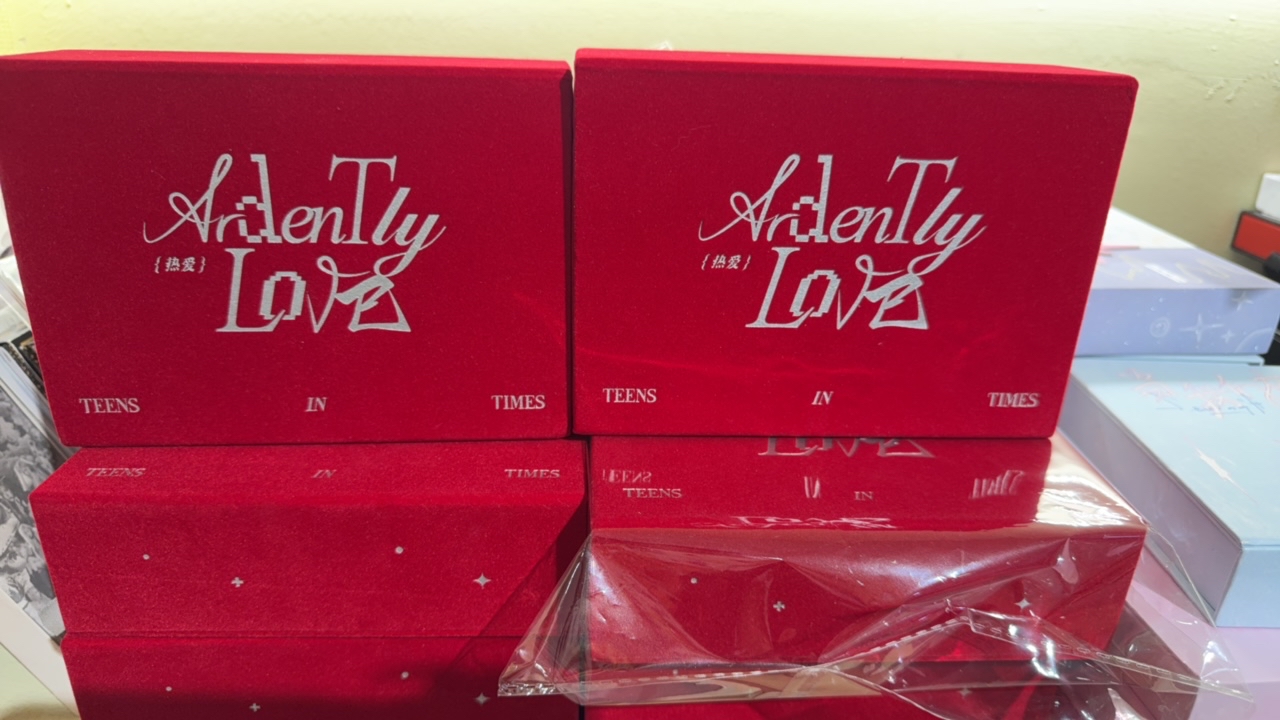 ArdenTly
{热爱}
Love
TEENS IN TIMES
ArdenTly
{热爱}
Love
TEENS IN TIMES
TEENS IN TIMES
TEENS IN